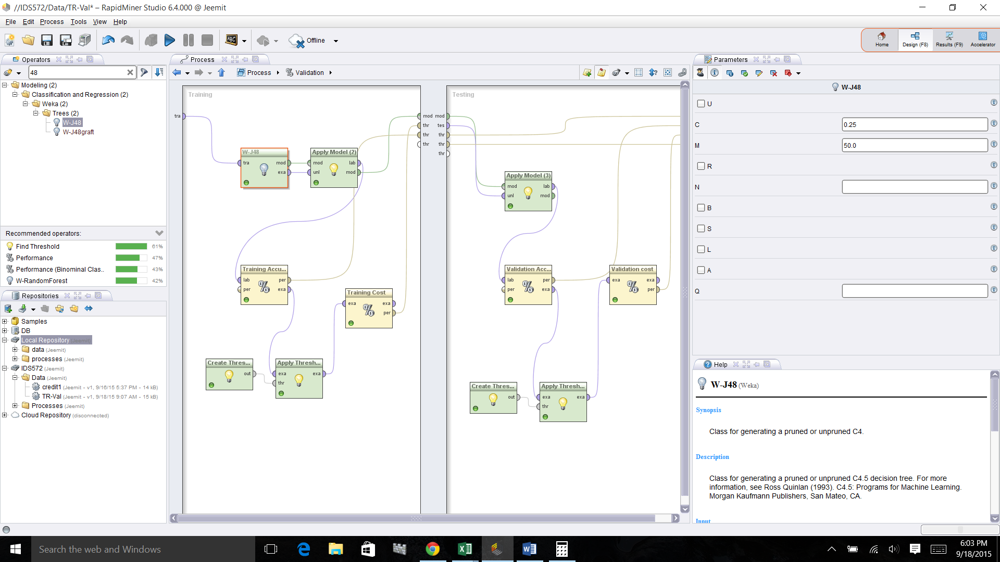 //IDS572/Data/TR-Val* – RapidMiner Studio 6.4.000 @ Jeemit
File Edit Process Tools View Help
ABC
Offline
Home
Design (F8)
Results (F9)
Accelerator
Operators
48
Modeling (2)
Classification and Regression (2)
Weka (2)
Trees (2)
W-J48
W-J48graft
Recommended operators:
Find Threshold 61%
Performance 47%
Performance (Binominal Clas.. 43%
W-RandomForest 42%
Repositories
Samples
DB
Local Repository (Jeemit)
data (Jeemit)
processes (Jeemit)
IDS572 (Jeemit)
Data (Jeemit)
credit1 (Jeemit - v1, 9/16/15 5:37 PM - 14 kB)
TR-Val (Jeemit - v1, 9/18/15 9:07 AM - 15 kB)
Processes (Jeemit)
Cloud Repository (disconnected)
Process
Process Validation
Training
tra
mod
thr
thr
thr
W-J48
tra mod
exa
Apply Model (2)
mod lab
unl mod
Training Accu...
lab per
per exa
Training Cost
exa exa
per
Create Thres...
out
Apply Thresh...
exa exa
thr
Testing
mod
tes
thr
thr
thr
Apply Model (3)
mod lab
unl mod
Validation Acc...
lab per
per exa
Validation cost
exa exa
per
Create Thres...
out
Apply Thresh...
exa exa
thr
Parameters
W-J48
U
C 0.25
M 50.0
R
N
B
S
L
A
Q
Help
W-J48 (Weka)
Synopsis
Class for generating a pruned or unpruned C4.
Description
Class for generating a pruned or unpruned C4.5 decision tree. For more
information, see Ross Quinlan (1993). C4.5: Programs for Machine Learning.
Morgan Kaufmann Publishers, San Mateo, CA.
Input
Search the web and Windows
6:03 PM
9/18/2015